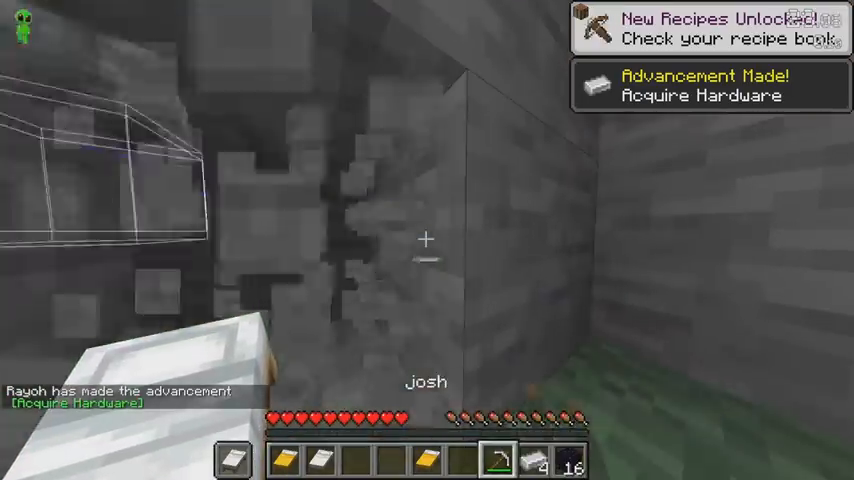 New Recipes Unlocked!
Check your recipe book
Advancement Made!
Acquire Hardware
Rayoh has made the advancement
[Acquire Hardware]
josh
4
16